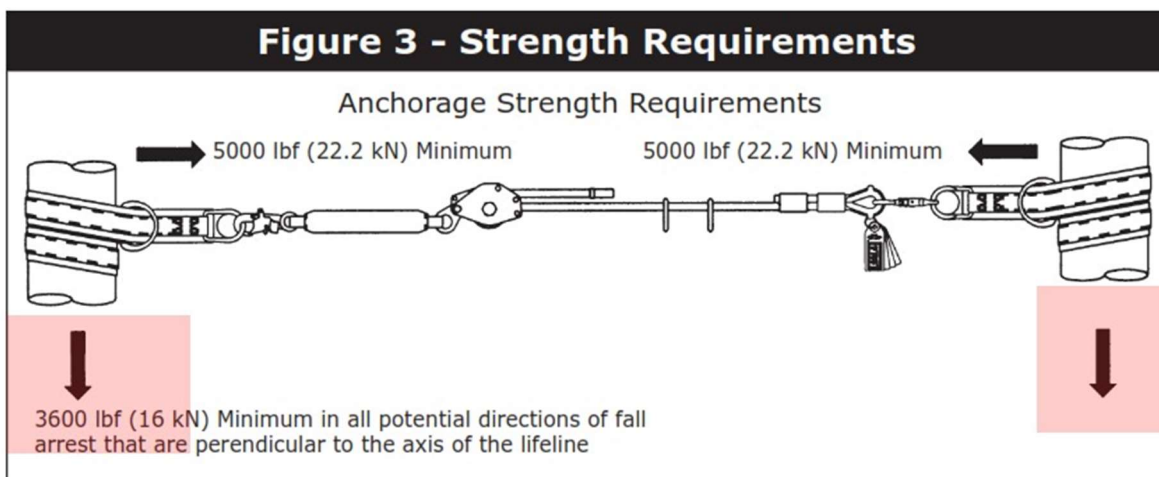 Figure 3 - Strength Requirements
Anchorage Strength Requirements
5000 lbf (22.2 kN) Minimum
5000 lbf (22.2 kN) Minimum
3600 lbf (16 kN) Minimum in all potential directions of fall
arrest that are perendicular to the axis of the lifeline